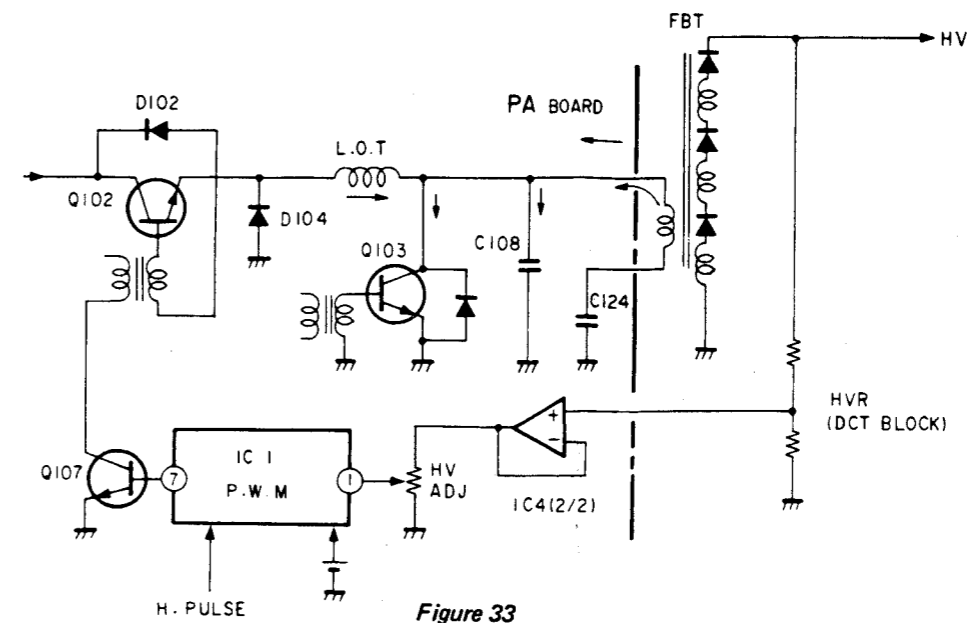 FBT
HV
D102
PA BOARD
L.O.T
Q102
D104
Q103
C108
C124
HVR
(DCT BLOCK)
Q107
7
IC 1
P.W.M
1
HV
ADJ
+
-
IC4(2/2)
H. PULSE
Figure 33